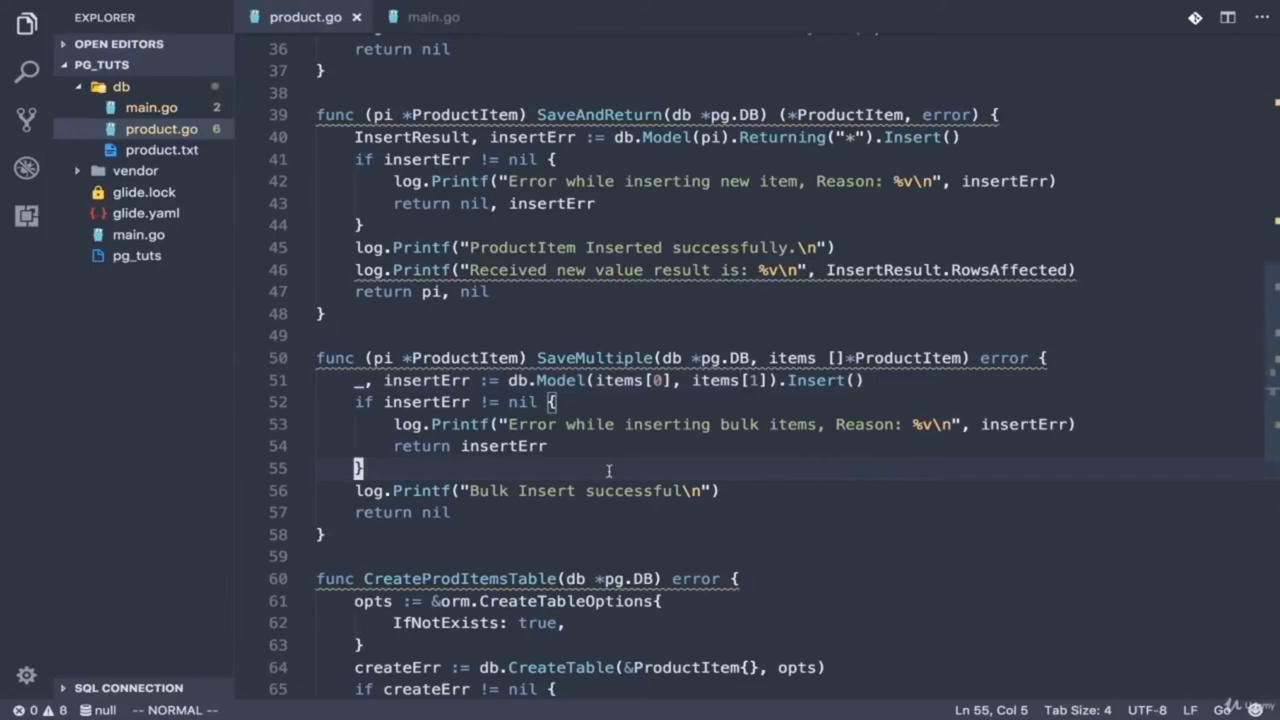 EXPLORER
OPEN EDITORS
PG_TUTS
db
main.go 2
product.go 6
product.txt
vendor
glide.lock
glide.yaml
main.go
pg_tuts
SQL CONNECTION
product.go
main.go
36 return nil
37 }
38
39 func (pi *ProductItem) SaveAndReturn(db *pg.DB) (*ProductItem, error) {
40 InsertResult, insertErr := db.Model(pi).Returning("*").Insert()
41 if insertErr != nil {
42 log.Printf("Error while inserting new item, Reason: %v\n", insertErr)
43 return nil, insertErr
44 }
45 log.Printf("ProductItem Inserted successfully.\n")
46 log.Printf("Received new value result is: %v\n", InsertResult.RowsAffected)
47 return pi, nil
48 }
49
50 func (pi *ProductItem) SaveMultiple(db *pg.DB, items []*ProductItem) error {
51 _, insertErr := db.Model(items[0], items[1]).Insert()
52 if insertErr != nil {
53 log.Printf("Error while inserting bulk items, Reason: %v\n", insertErr)
54 return insertErr
55 }
56 log.Printf("Bulk Insert successful\n")
57 return nil
58 }
59
60 func CreateProdItemsTable(db *pg.DB) error {
61 opts := &orm.CreateTableOptions{
62 IfNotExists: true,
63 }
64 createErr := db.CreateTable(&ProductItem{}, opts)
65 if createErr != nil {
0 8 null -- NORMAL -- Ln 55, Col 5 Tab Size: 4 UTF-8 LF Go
Udemy